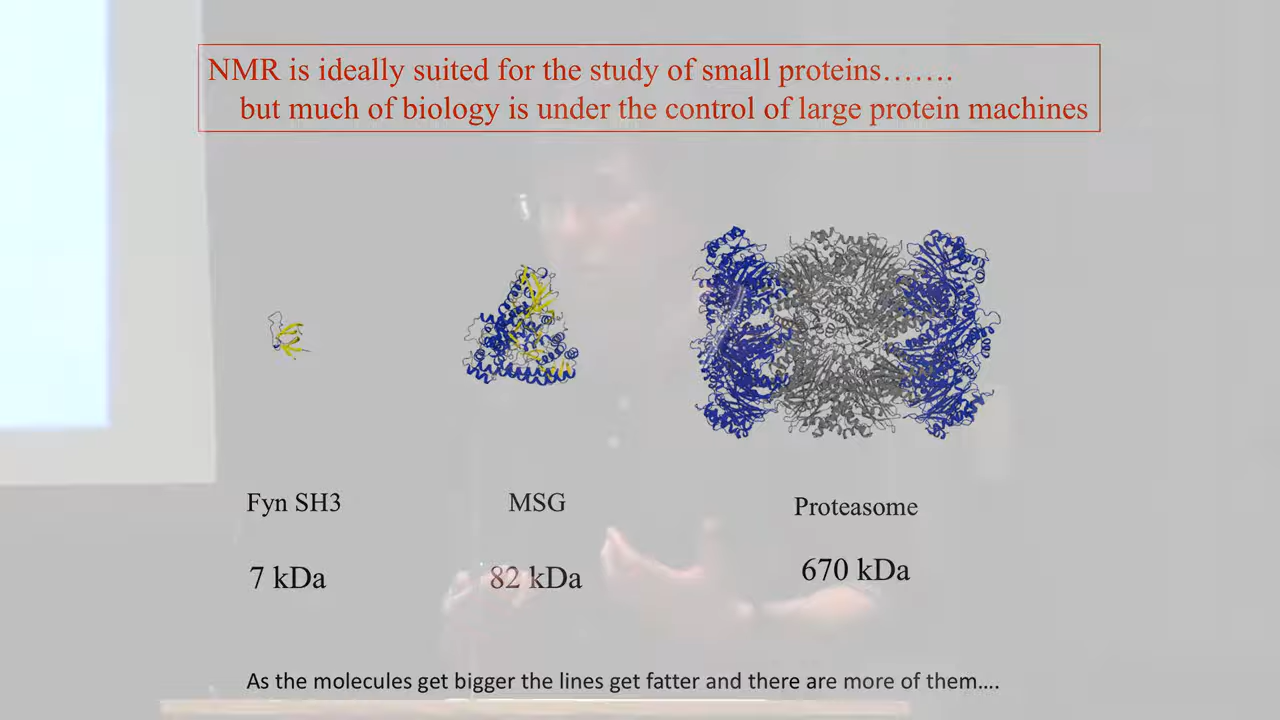 NMR is ideally suited for the study of small proteins…….
but much of biology is under the control of large protein machines
Fyn SH3
MSG
Proteasome
7 kDa
82 kDa
670 kDa
As the molecules get bigger the lines get fatter and there are more of them….